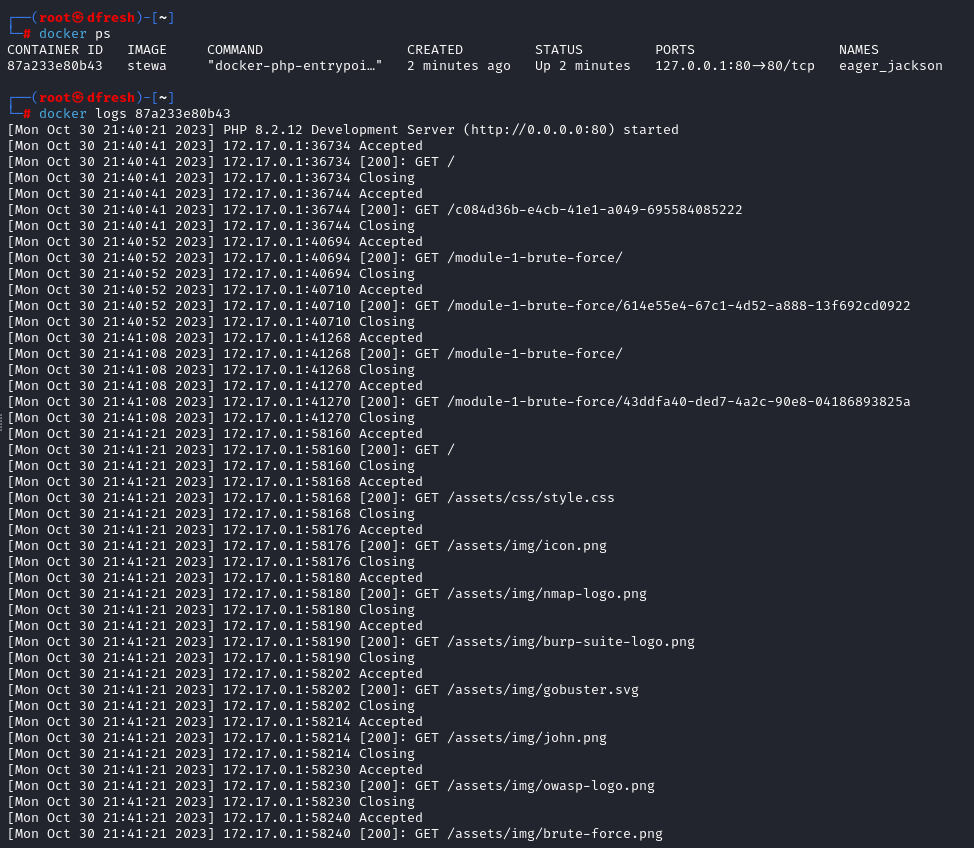 ┌──(root㉿dfresh)-[~]
└─# docker ps
CONTAINER ID   IMAGE     COMMAND                  CREATED         STATUS         PORTS                  NAMES
87a233e80b43   stewa     "docker-php-entrypoi…"   2 minutes ago   Up 2 minutes   127.0.0.1:80->80/tcp   eager_jackson
┌──(root㉿dfresh)-[~]
└─# docker logs 87a233e80b43
[Mon Oct 30 21:40:21 2023] PHP 8.2.12 Development Server (http://0.0.0.0:80) started
[Mon Oct 30 21:40:41 2023] 172.17.0.1:36734 Accepted
[Mon Oct 30 21:40:41 2023] 172.17.0.1:36734 [200]: GET /
[Mon Oct 30 21:40:41 2023] 172.17.0.1:36734 Closing
[Mon Oct 30 21:40:41 2023] 172.17.0.1:36744 Accepted
[Mon Oct 30 21:40:41 2023] 172.17.0.1:36744 [200]: GET /c084d36b-e4cb-41e1-a049-695584085222
[Mon Oct 30 21:40:41 2023] 172.17.0.1:36744 Closing
[Mon Oct 30 21:40:52 2023] 172.17.0.1:40694 Accepted
[Mon Oct 30 21:40:52 2023] 172.17.0.1:40694 [200]: GET /module-1-brute-force/
[Mon Oct 30 21:40:52 2023] 172.17.0.1:40694 Closing
[Mon Oct 30 21:40:52 2023] 172.17.0.1:40710 Accepted
[Mon Oct 30 21:40:52 2023] 172.17.0.1:40710 [200]: GET /module-1-brute-force/614e55e4-67c1-4d52-a888-13f692cd0922
[Mon Oct 30 21:40:52 2023] 172.17.0.1:40710 Closing
[Mon Oct 30 21:41:08 2023] 172.17.0.1:41268 Accepted
[Mon Oct 30 21:41:08 2023] 172.17.0.1:41268 [200]: GET /module-1-brute-force/
[Mon Oct 30 21:41:08 2023] 172.17.0.1:41268 Closing
[Mon Oct 30 21:41:08 2023] 172.17.0.1:41270 Accepted
[Mon Oct 30 21:41:08 2023] 172.17.0.1:41270 [200]: GET /module-1-brute-force/43ddfa40-ded7-4a2c-90e8-04186893825a
[Mon Oct 30 21:41:08 2023] 172.17.0.1:41270 Closing
[Mon Oct 30 21:41:21 2023] 172.17.0.1:58160 Accepted
[Mon Oct 30 21:41:21 2023] 172.17.0.1:58160 [200]: GET /
[Mon Oct 30 21:41:21 2023] 172.17.0.1:58160 Closing
[Mon Oct 30 21:41:21 2023] 172.17.0.1:58168 Accepted
[Mon Oct 30 21:41:21 2023] 172.17.0.1:58168 [200]: GET /assets/css/style.css
[Mon Oct 30 21:41:21 2023] 172.17.0.1:58168 Closing
[Mon Oct 30 21:41:21 2023] 172.17.0.1:58176 Accepted
[Mon Oct 30 21:41:21 2023] 172.17.0.1:58176 [200]: GET /assets/img/icon.png
[Mon Oct 30 21:41:21 2023] 172.17.0.1:58176 Closing
[Mon Oct 30 21:41:21 2023] 172.17.0.1:58180 Accepted
[Mon Oct 30 21:41:21 2023] 172.17.0.1:58180 [200]: GET /assets/img/nmap-logo.png
[Mon Oct 30 21:41:21 2023] 172.17.0.1:58180 Closing
[Mon Oct 30 21:41:21 2023] 172.17.0.1:58190 Accepted
[Mon Oct 30 21:41:21 2023] 172.17.0.1:58190 [200]: GET /assets/img/burp-suite-logo.png
[Mon Oct 30 21:41:21 2023] 172.17.0.1:58190 Closing
[Mon Oct 30 21:41:21 2023] 172.17.0.1:58202 Accepted
[Mon Oct 30 21:41:21 2023] 172.17.0.1:58202 [200]: GET /assets/img/gobuster.svg
[Mon Oct 30 21:41:21 2023] 172.17.0.1:58202 Closing
[Mon Oct 30 21:41:21 2023] 172.17.0.1:58214 Accepted
[Mon Oct 30 21:41:21 2023] 172.17.0.1:58214 [200]: GET /assets/img/john.png
[Mon Oct 30 21:41:21 2023] 172.17.0.1:58214 Closing
[Mon Oct 30 21:41:21 2023] 172.17.0.1:58230 Accepted
[Mon Oct 30 21:41:21 2023] 172.17.0.1:58230 [200]: GET /assets/img/owasp-logo.png
[Mon Oct 30 21:41:21 2023] 172.17.0.1:58230 Closing
[Mon Oct 30 21:41:21 2023] 172.17.0.1:58240 Accepted
[Mon Oct 30 21:41:21 2023] 172.17.0.1:58240 [200]: GET /assets/img/brute-force.png